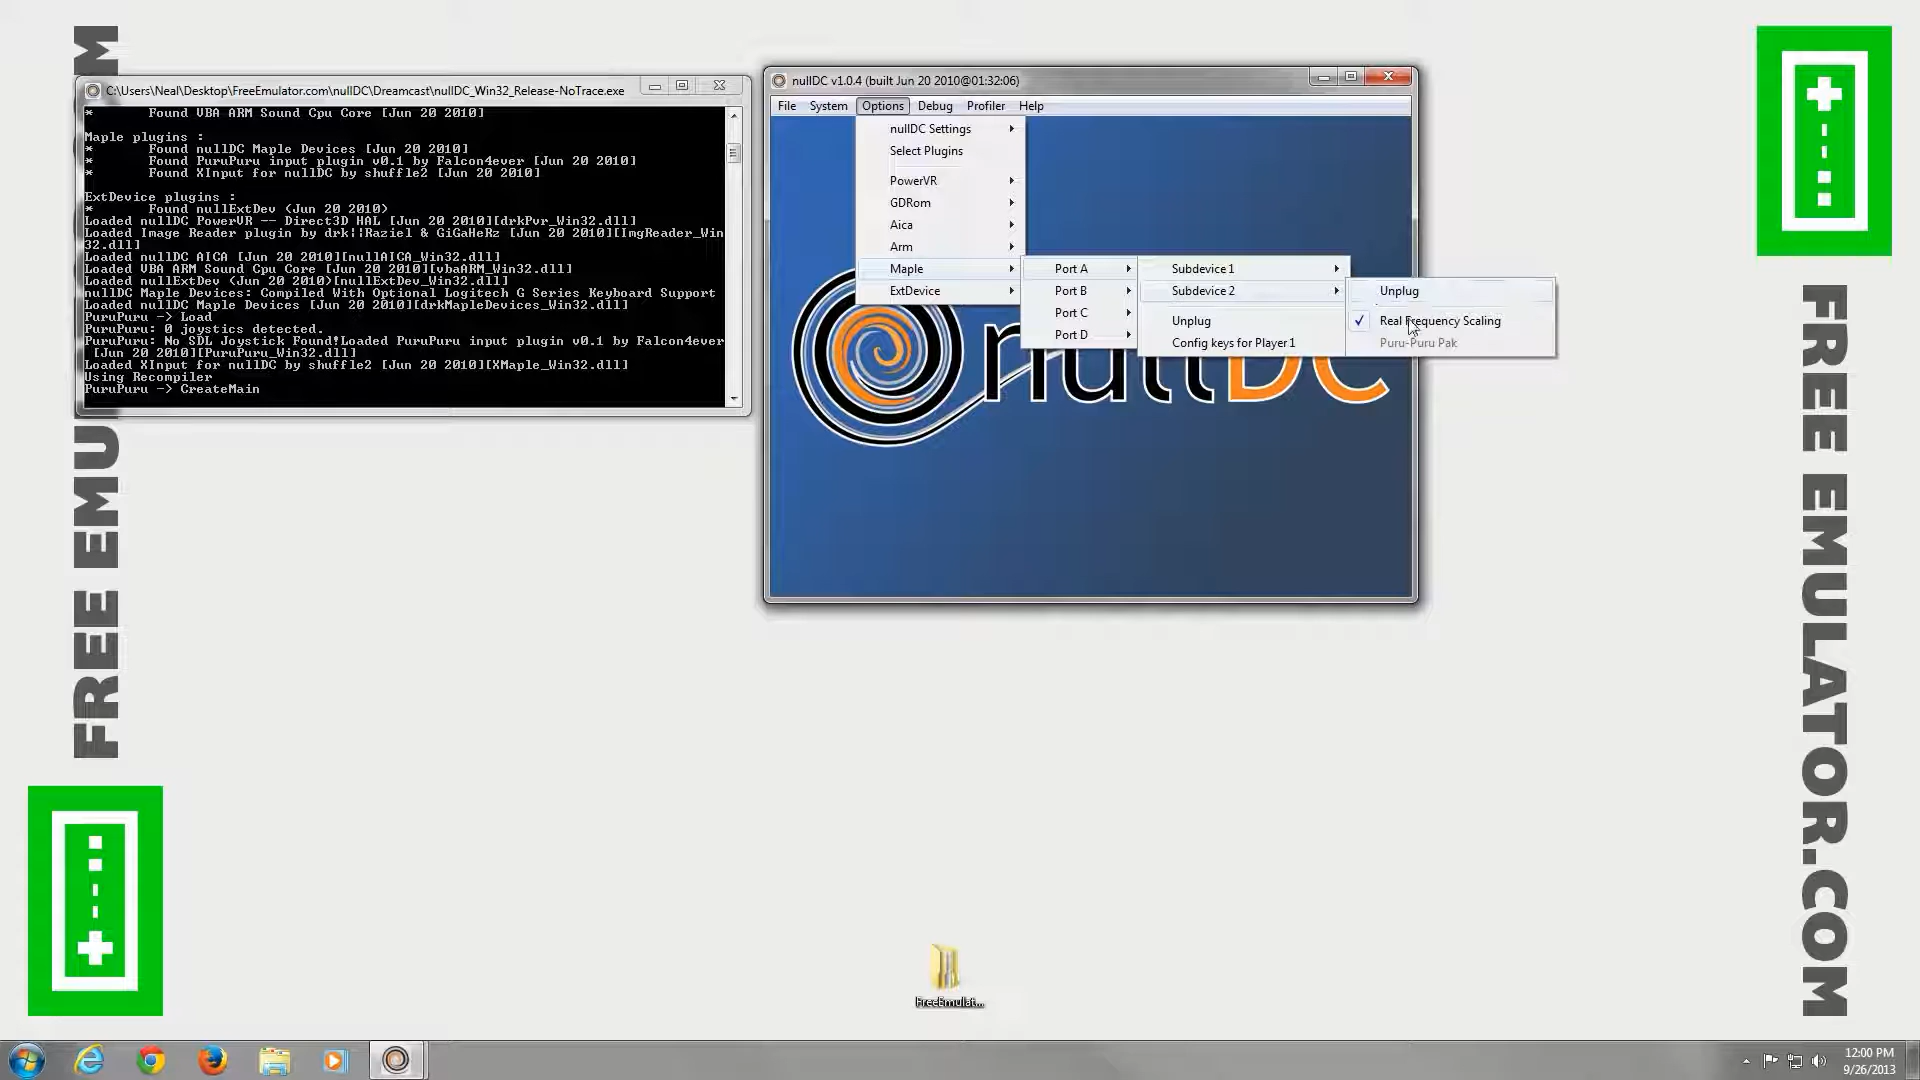 FREE EMU
M
C:\Users\Neal\Desktop\FreeEmulator.com\nullDC\Dreamcast\nullDC_Win32_Release-NoTrace.exe
* Found VBA ARM Sound Cpu Core [Jun 20 2010]
Maple plugins :
* Found nullDC Maple Devices [Jun 20 2010]
* Found PuruPuru input plugin v0.1 by Falcon4ever [Jun 20 2010]
* Found XInput for nullDC by shuffle2 [Jun 20 2010]
ExtDevice plugins :
* Found nullExtDev (Jun 20 2010)
Loaded nullDC PowerVR -- Direct3D HAL [Jun 20 2010][drkPvr_Win32.dll]
Loaded Image Reader plugin by drk||Raziel & GiGaHeRz [Jun 20 2010][ImgReader_Win
32.dll]
Loaded nullDC AICA [Jun 20 2010][nullAICA_Win32.dll]
Loaded VBA ARM Sound Cpu Core [Jun 20 2010][vbaARM_Win32.dll]
Loaded nullExtDev (Jun 20 2010)[nullExtDev_Win32.dll]
nullDC Maple Devices: Compiled With Optional Logitech G Series Keyboard Support
Loaded nullDC Maple Devices [Jun 20 2010][drkMapleDevices_Win32.dll]
PuruPuru -> Load
PuruPuru: 0 joystics detected.
PuruPuru: No SDL Joystick Found!Loaded PuruPuru input plugin v0.1 by Falcon4ever
[Jun 20 2010][PuruPuru_Win32.dll]
Loaded XInput for nullDC by shuffle2 [Jun 20 2010][XMaple_Win32.dll]
Using Recompiler
PuruPuru -> CreateMain
nullDC v1.0.4 (built Jun 20 2010@01:32:06)
File System Options Debug Profiler Help
nullDC Settings
Select Plugins
PowerVR
GDRom
Aica
Arm
Maple
ExtDevice
Port A
Port B
Port C
Port D
Subdevice 1
Subdevice 2
Unplug
Config keys for Player 1
Unplug
Real Frequency Scaling
Puru-Puru Pak
nullDC
FREE EMULATOR.COM
FreeEmulat...
12:00 PM
9/26/2013